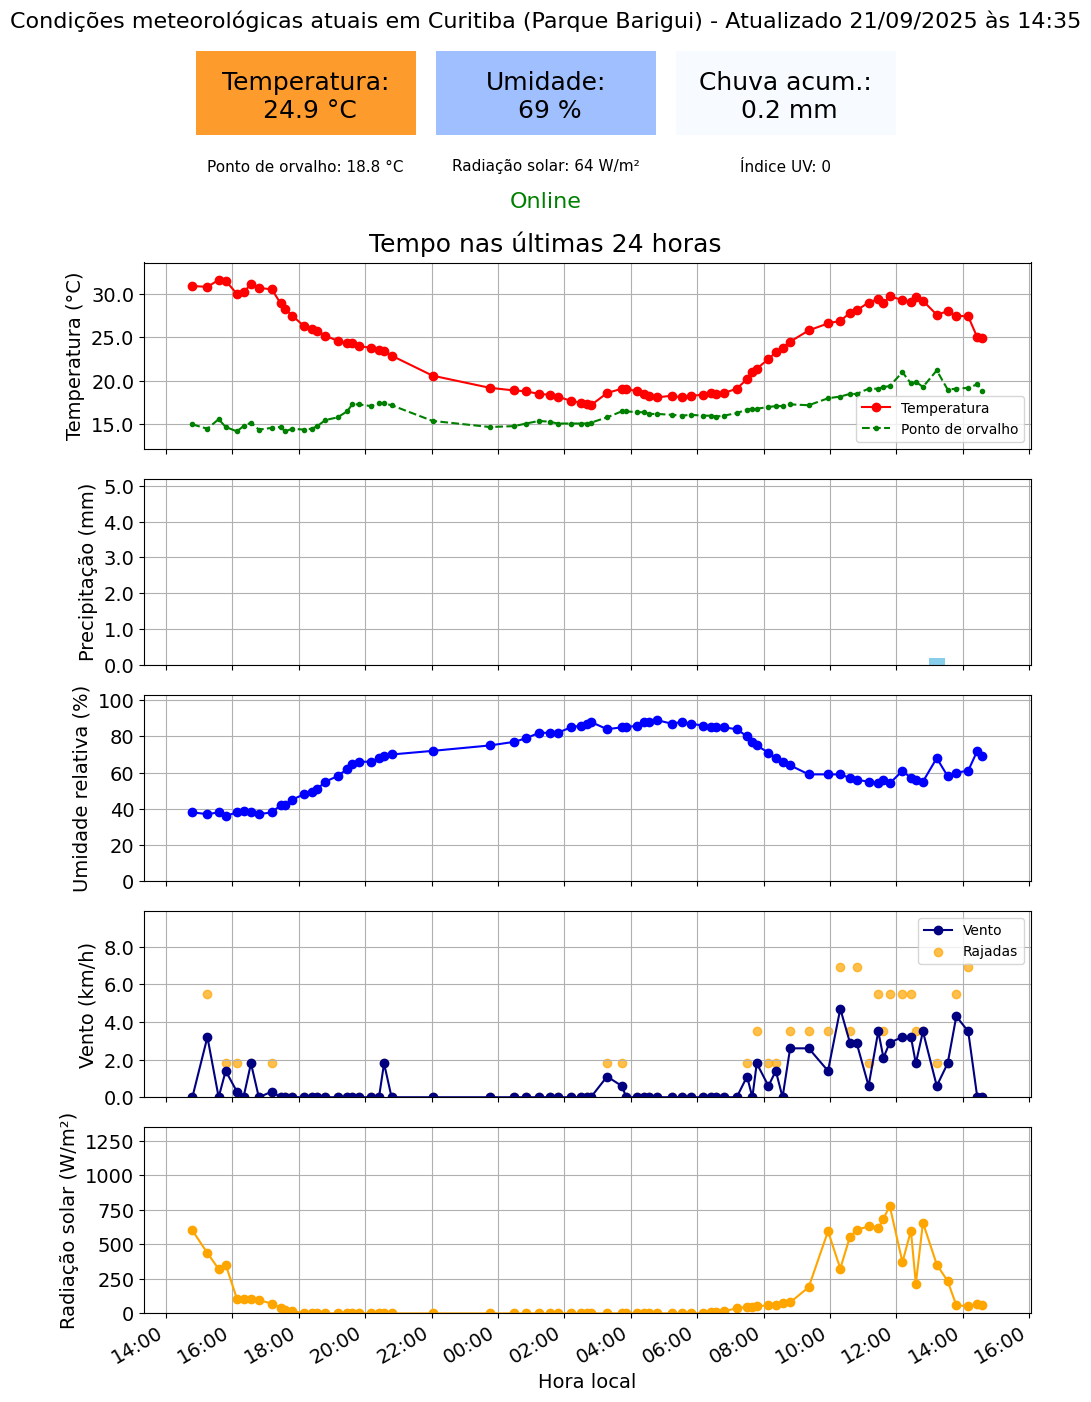 Condições meteorológicas atuais em Curitiba (Parque Barigui) - Atualizado 21/09/2025 às 14:35
Temperatura:
24.9 °C
Umidade:
69 %
Chuva acum.:
0.2 mm
Ponto de orvalho: 18.8 °C
Radiação solar: 64 W/m²
Índice UV: 0
Online
Tempo nas últimas 24 horas
Temperatura (°C)
30.0
25.0
20.0
15.0
Temperatura
Ponto de orvalho
Precipitação (mm)
5.0
4.0
3.0
2.0
1.0
0.0
Umidade relativa (%)
100
80
60
40
20
0
Vento (km/h)
8.0
6.0
4.0
2.0
0.0
Vento
Rajadas
Radiação solar (W/m²)
1250
1000
750
500
250
0
14:00 16:00 18:00 20:00 22:00 00:00 02:00 04:00 06:00 08:00 10:00 12:00 14:00 16:00
Hora local